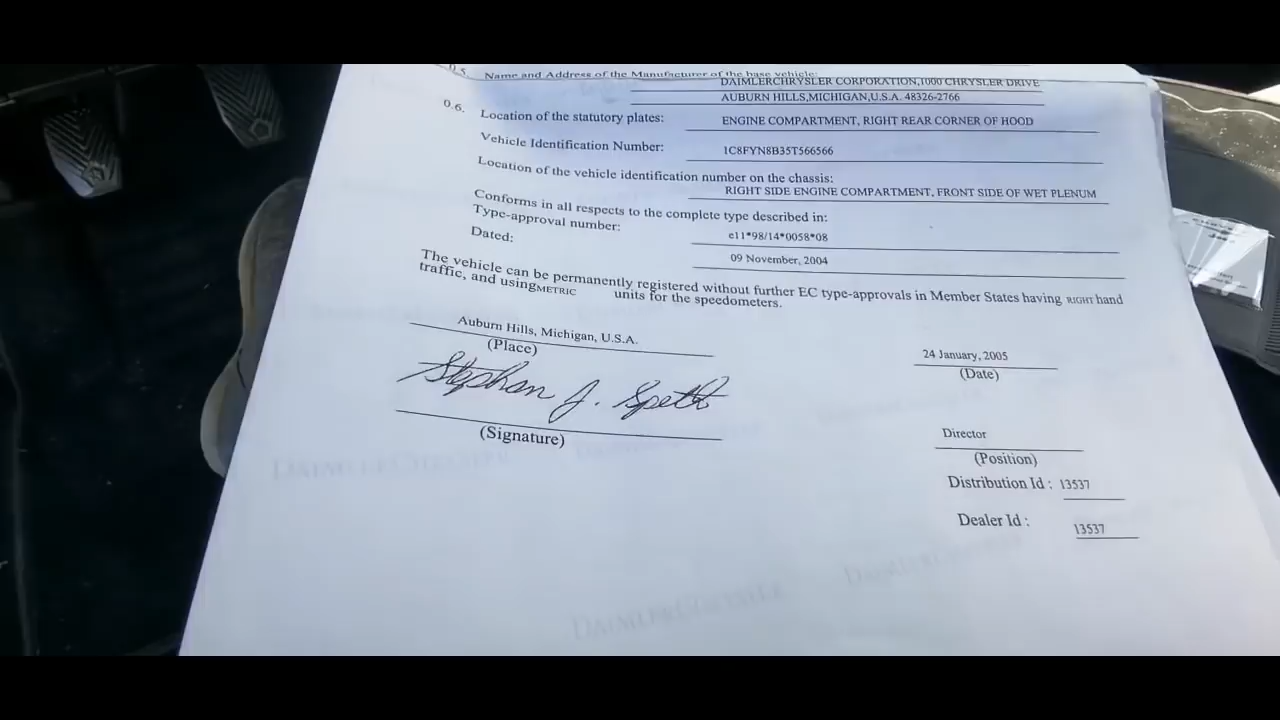 0.5. Name and Address of the Manufacturer of the base vehicle:
DAIMLERCHRYSLER CORPORATION,1000 CHRYSLER DRIVE
AUBURN HILLS,MICHIGAN,U.S.A. 48326-2766
0.6. Location of the statutory plates: ENGINE COMPARTMENT, RIGHT REAR CORNER OF HOOD
Vehicle Identification Number: 1C8FYN8B35T566566
Location of the vehicle identification number on the chassis:
RIGHT SIDE ENGINE COMPARTMENT, FRONT SIDE OF WET PLENUM
Conforms in all respects to the complete type described in:
Type-approval number: e11*98/14*0058*08
Dated: 09 November, 2004
The vehicle can be permanently registered without further EC type-approvals in Member States having RIGHT hand
traffic, and using METRIC units for the speedometers.
Auburn Hills, Michigan, U.S.A.
(Place)
24 January, 2005
(Date)
Stephan J. Speth
(Signature)
Director
(Position)
Distribution Id : 13537
Dealer Id : 13537
DAIMLERCHRYSLER
DAIMLERCHRYSLER
DAIMLERCHRYSLER